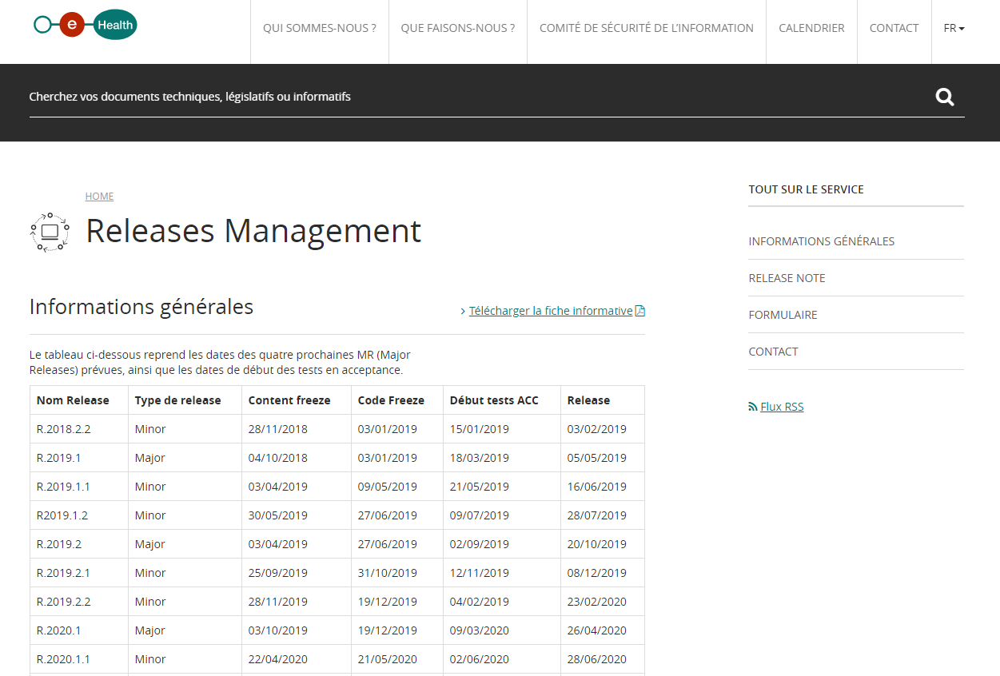 e Health
QUI SOMMES-NOUS ?
QUE FAISONS-NOUS ?
COMITÉ DE SÉCURITÉ DE L'INFORMATION
CALENDRIER
CONTACT
FR
Cherchez vos documents techniques, législatifs ou informatifs
HOME
Releases Management
Informations générales
Télécharger la fiche informative
Le tableau ci-dessous reprend les dates des quatre prochaines MR (Major
Releases) prévues, ainsi que les dates de début des tests en acceptance.
Nom Release Type de release Content freeze Code Freeze Début tests ACC Release
R.2018.2.2 Minor 28/11/2018 03/01/2019 15/01/2019 03/02/2019
R.2019.1 Major 04/10/2018 03/01/2019 18/03/2019 05/05/2019
R.2019.1.1 Minor 03/04/2019 09/05/2019 21/05/2019 16/06/2019
R2019.1.2 Minor 30/05/2019 27/06/2019 09/07/2019 28/07/2019
R.2019.2 Major 03/04/2019 27/06/2019 02/09/2019 20/10/2019
R.2019.2.1 Minor 25/09/2019 31/10/2019 12/11/2019 08/12/2019
R.2019.2.2 Minor 28/11/2019 19/12/2019 04/02/2019 23/02/2020
R.2020.1 Major 03/10/2019 19/12/2019 09/03/2020 26/04/2020
R.2020.1.1 Minor 22/04/2020 21/05/2020 02/06/2020 28/06/2020
TOUT SUR LE SERVICE
INFORMATIONS GÉNÉRALES
RELEASE NOTE
FORMULAIRE
CONTACT
Flux RSS